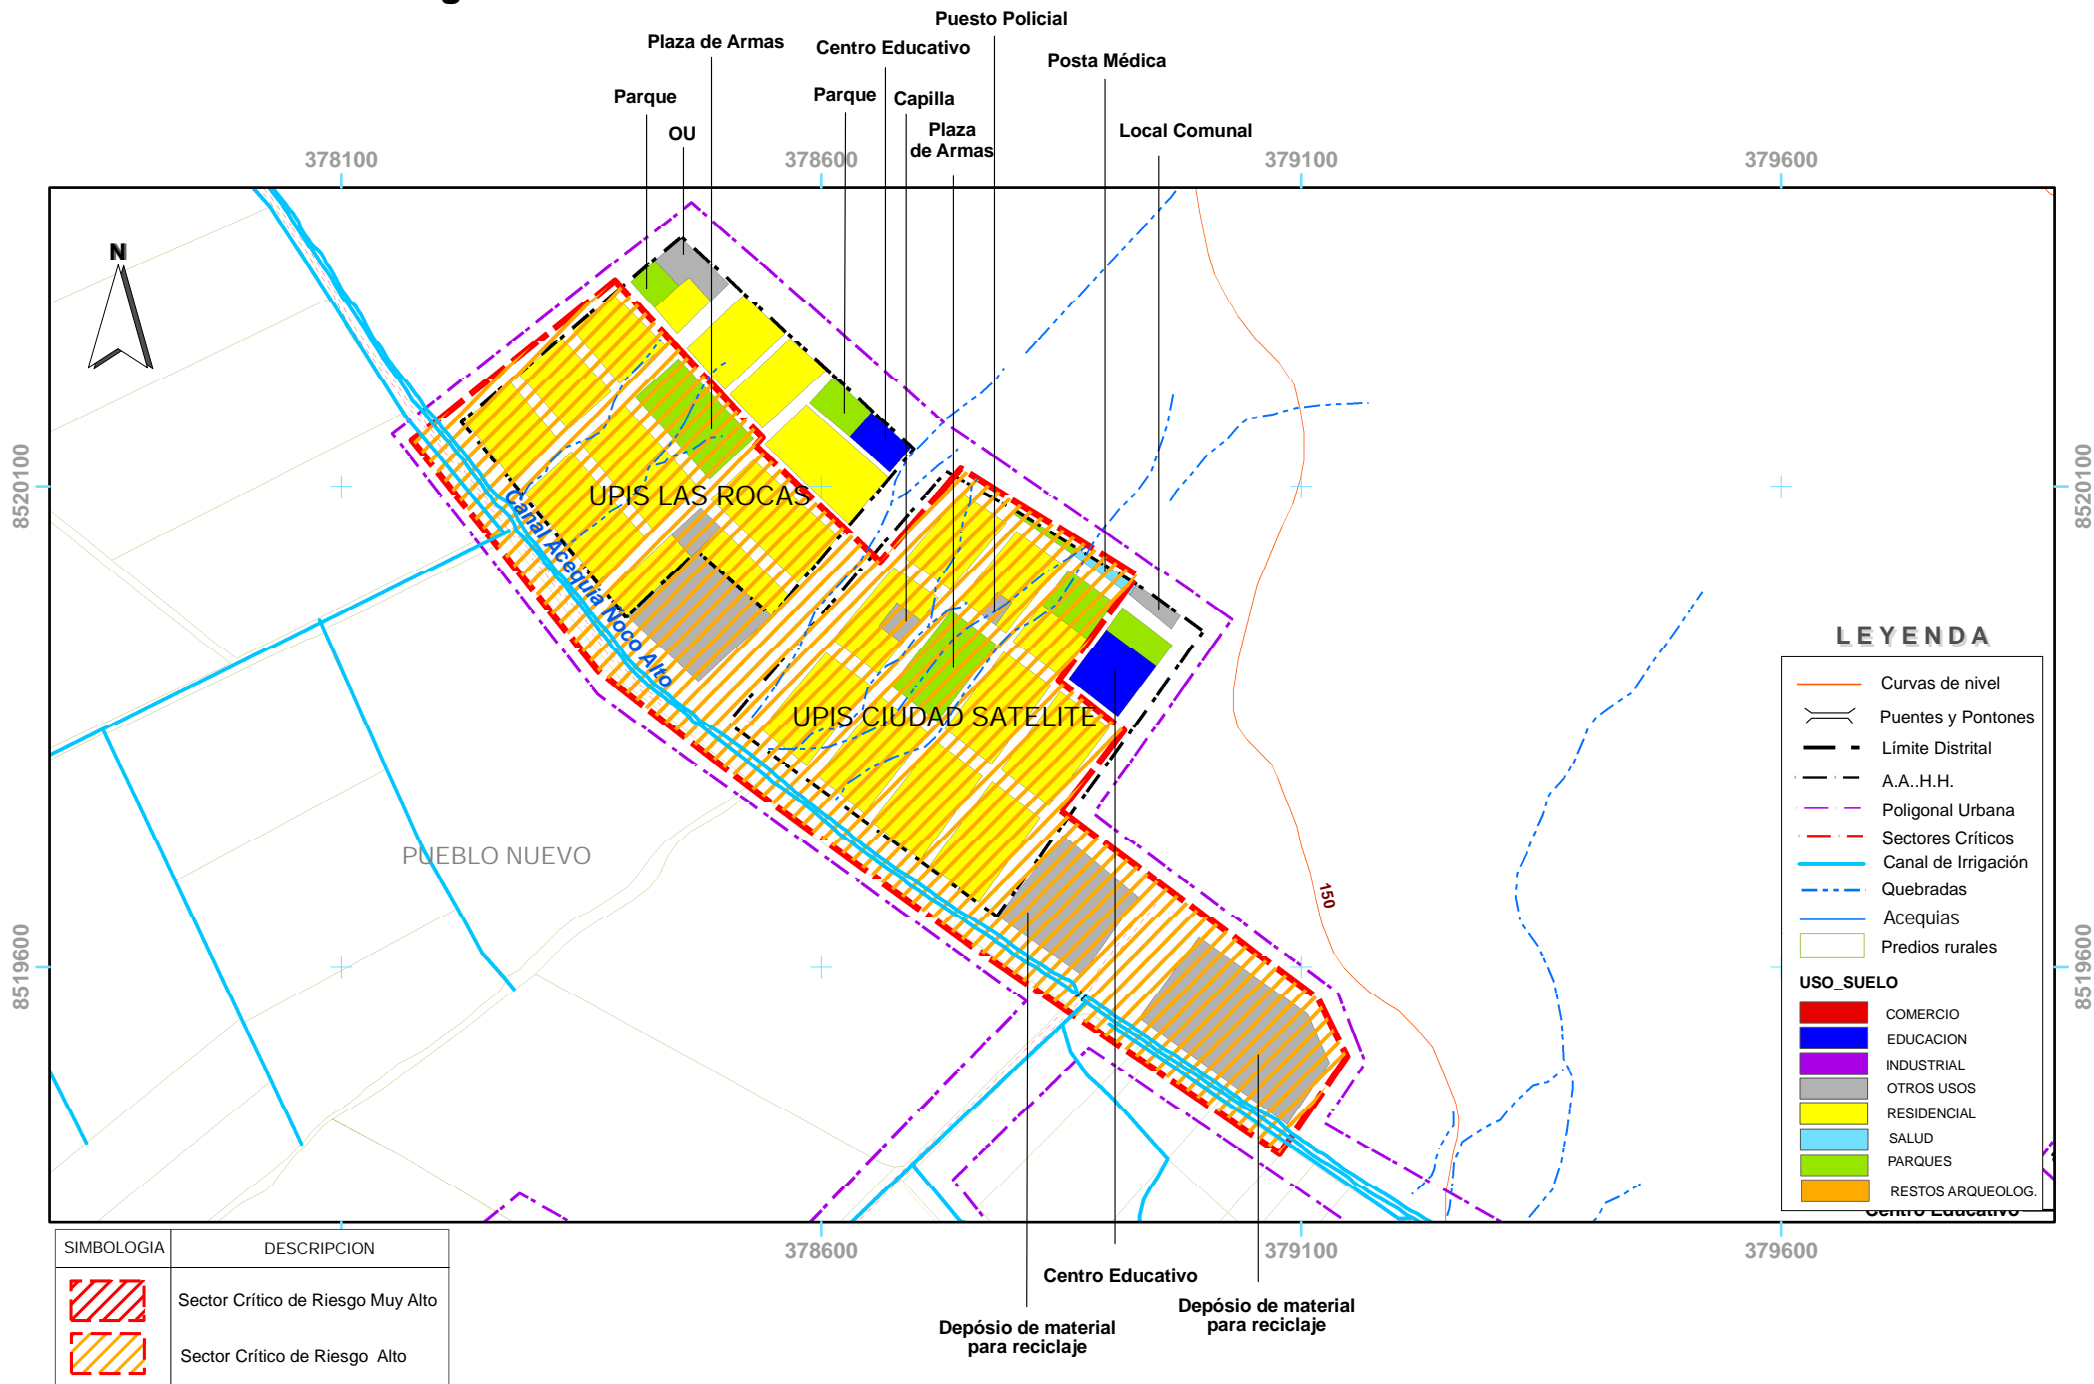 Puesto Policial
Plaza de Armas
Centro Educativo
Posta Médica
Parque
Parque
Capilla
OU
Plaza
de Armas
Local Comunal
378100
378600
379100
379600
N
8520100
8520100
UPIS LAS ROCAS
Canal Acequia Noco Alto
UPIS CIUDAD SATELITE
PUEBLO NUEVO
150
8519600
8519600
LEYENDA
Curvas de nivel
Puentes y Pontones
Límite Distrital
A.A..H.H.
Poligonal Urbana
Sectores Críticos
Canal de Irrigación
Quebradas
Acequias
Predios rurales
USO_SUELO
COMERCIO
EDUCACION
INDUSTRIAL
OTROS USOS
RESIDENCIAL
SALUD
PARQUES
RESTOS ARQUEOLOG.
Centro Educativo
378600
379100
379600
Centro Educativo
Depósio de material
para reciclaje
Depósio de material
para reciclaje
SIMBOLOGIA
DESCRIPCION
Sector Crítico de Riesgo Muy Alto
Sector Crítico de Riesgo Alto